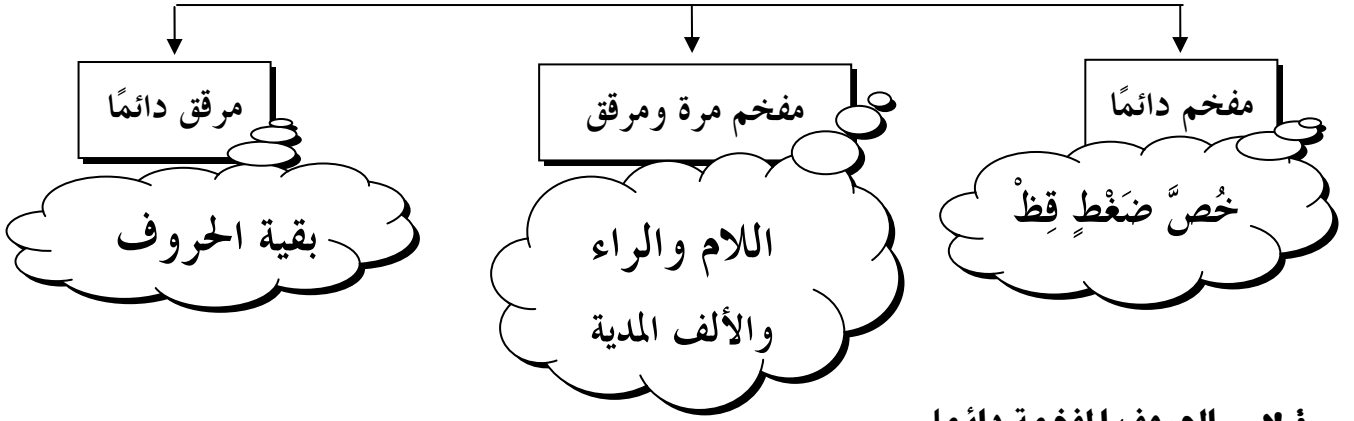 مفخم دائمًا
مفخم مرة ومرقق
مرقق دائمًا
خُصَّ ضَغْطٍ قِظْ
اللام والراء
والألف المدية
بقية الحروف